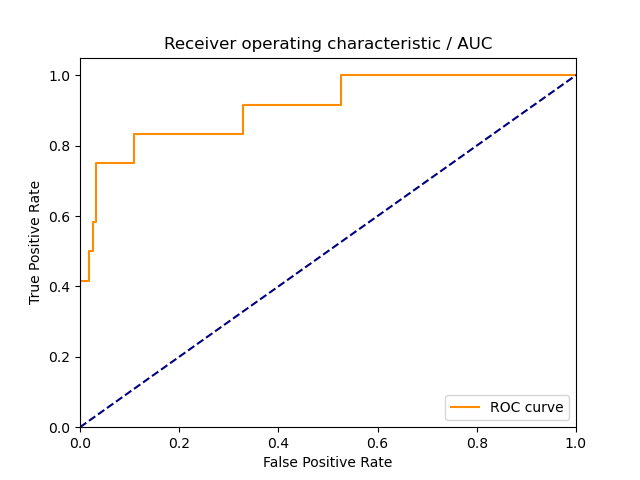 Receiver operating characteristic / AUC
1.0
0.8
0.6
0.4
0.2
0.0
True Positive Rate
0.0 0.2 0.4 0.6 0.8 1.0
False Positive Rate
ROC curve